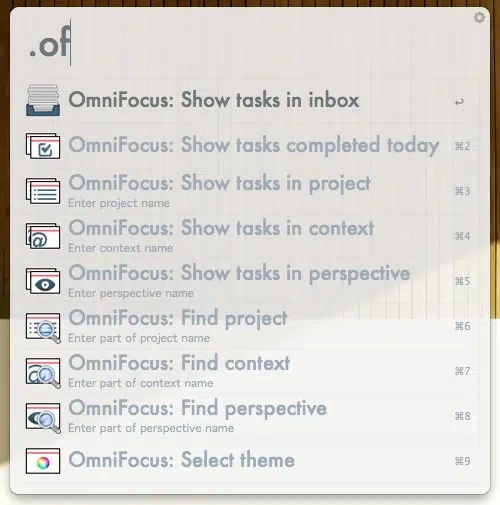 .of
OmniFocus: Show tasks in inbox
↩
OmniFocus: Show tasks completed today
⌘2
OmniFocus: Show tasks in project
Enter project name
⌘3
OmniFocus: Show tasks in context
Enter context name
⌘4
OmniFocus: Show tasks in perspective
Enter perspective name
⌘5
OmniFocus: Find project
Enter part of project name
⌘6
OmniFocus: Find context
Enter part of context name
⌘7
OmniFocus: Find perspective
Enter part of perspective name
⌘8
OmniFocus: Select theme
⌘9